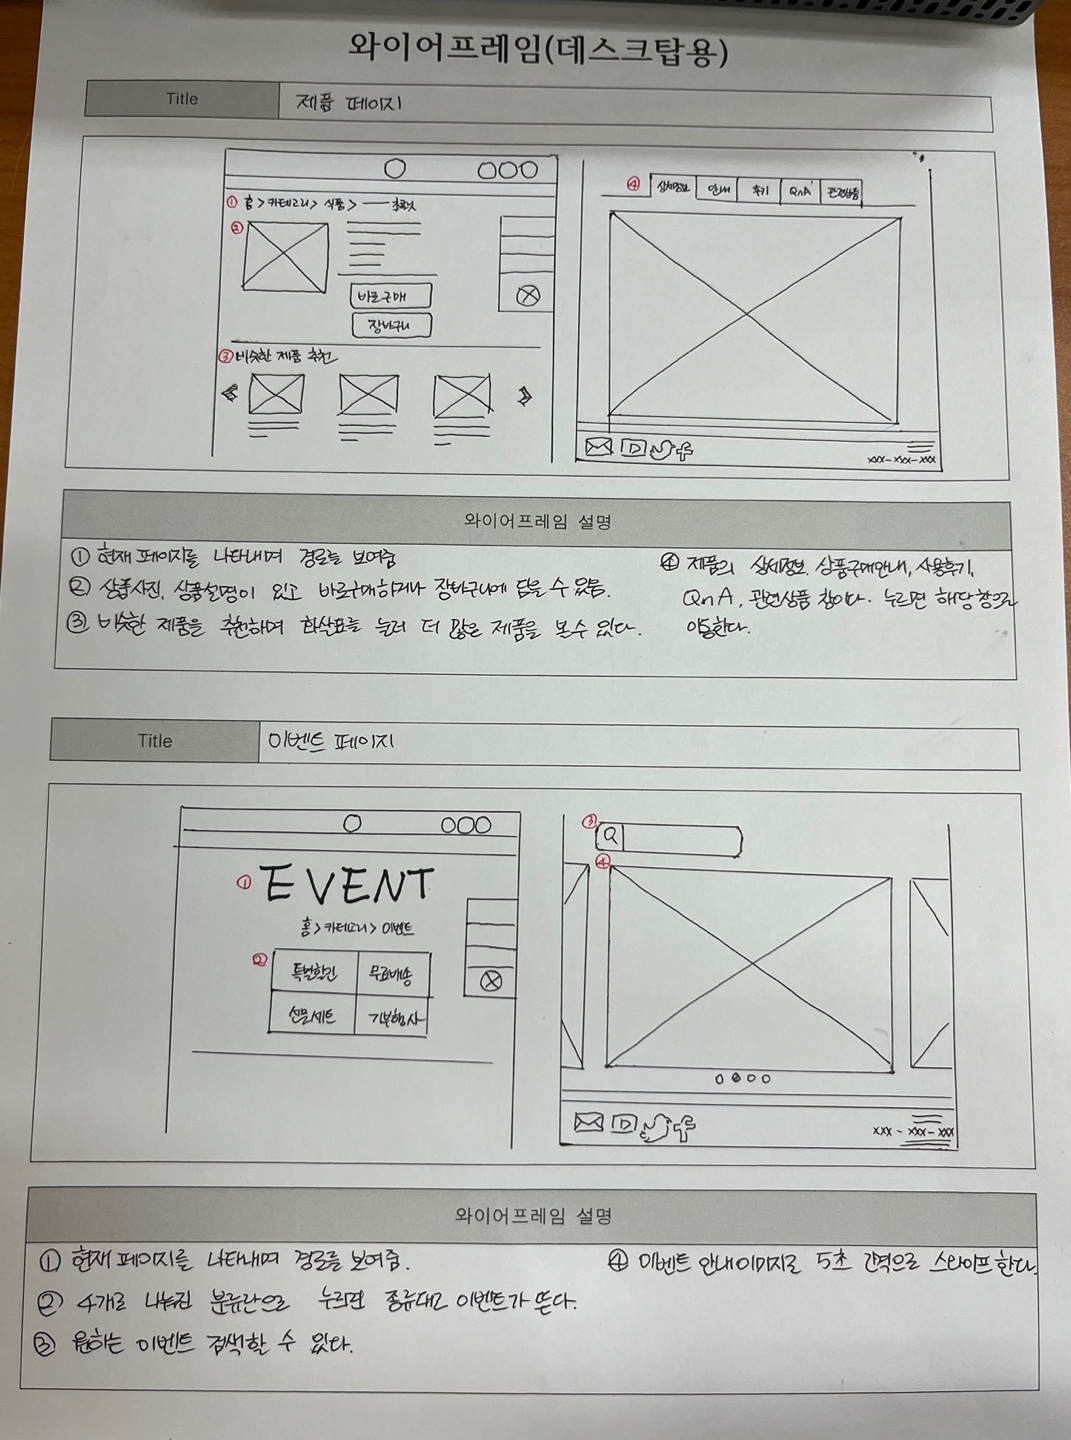 와이어프레임(데스크탑용)
Title 제품 페이지
① 홈 > 카테고리 > 식품 >
②
바로구매
장바구니
③ 비슷한 제품 추천
④ 상세정보 안내 후기 QnA 관련상품
xxx-xxx-xxx
와이어프레임 설명
① 현재 페이지를 나타내며 경로를 보여줌
② 상품사진, 상품설명이 있고 바로구매하거나 장바구니에 담을 수 있음.
③ 비슷한 제품을 추천하며 화살표를 눌러 더 많은 제품을 볼 수 있다.
④ 제품의 상세정보, 상품구매안내, 사용후기,
QnA, 관련상품 창이다. 누르면 해당 창으로
이동한다.
Title 이벤트 페이지
① EVENT
홈 > 카테고리 > 이벤트
② 특별할인 무료배송
선물세트 기부행사
③
④
xxx - xxx - xxx
와이어프레임 설명
① 현재 페이지를 나타내며 경로를 보여줌.
② 4개로 나눠진 분류란으로 누르면 종류대로 이벤트가 뜬다.
③ 원하는 이벤트 검색할 수 있다.
④ 이벤트 안내이미지로 5초 간격으로 스와이프한다.